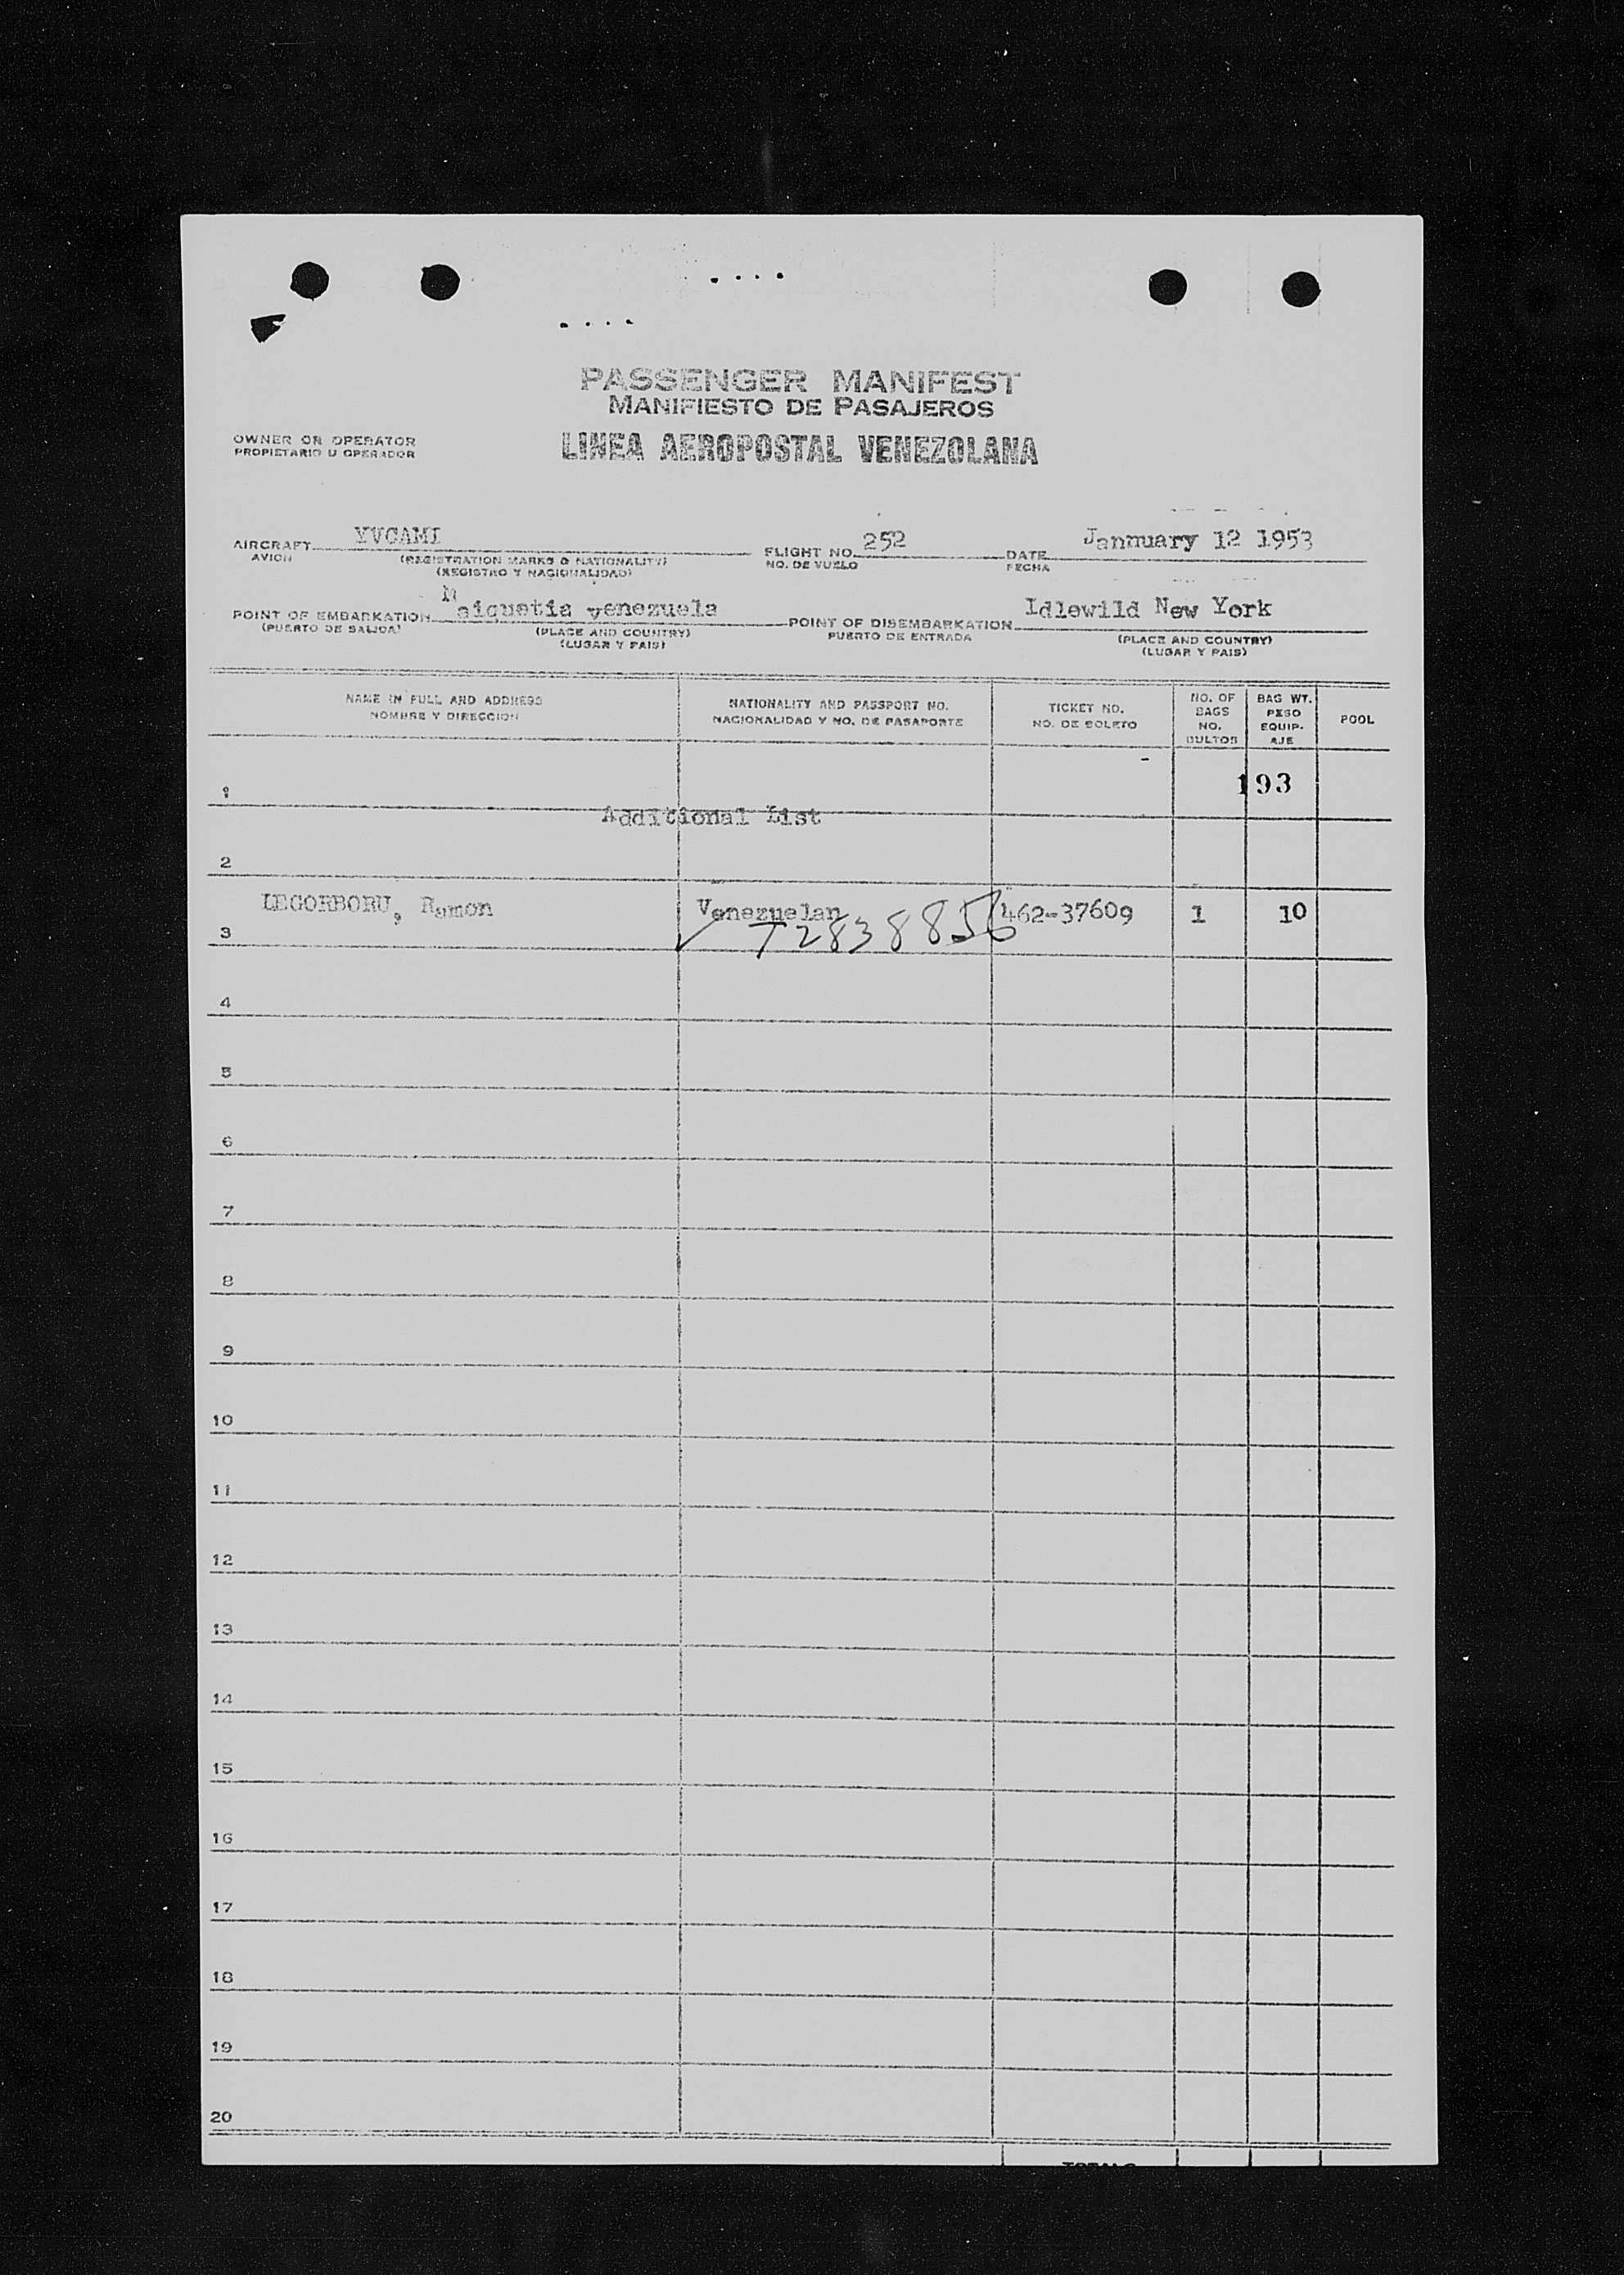 PASSENGER MANIFEST
MANIFIESTO DE PASAJEROS
OWNER OR OPERATOR
PROPIETARIO U OPERADOR
LINEA AEROPOSTAL VENEZOLANA
AIRCRAFT YVCAMI
AVION
(REGISTRATION MARKS & NATIONALITY)
(REGISTRO Y NACIONALIDAD)
FLIGHT NO. 252
NO. DE VUELO
DATE Jannuary 12 1953
FECHA
POINT OF EMBARKATION Maiquetia venezuela
(PUERTO DE SALIDA)
(PLACE AND COUNTRY)
(LUGAR Y PAIS)
POINT OF DISEMBARKATION Idlewild New York
PUERTO DE ENTRADA
(PLACE AND COUNTRY)
(LUGAR Y PAIS)
NAME IN FULL AND ADDRESS
NOMBRE Y DIRECCION
NATIONALITY AND PASSPORT NO.
NACIONALIDAD Y NO. DE PASAPORTE
TICKET NO.
NO. DE BOLETO
NO. OF
BAGS
NO.
BULTOS
BAG WT.
PESO
EQUIP-
AJE
POOL
1 193
Additional List
2
3 LEGORBORU, Ramon Venezuelan 462-37609 1 10
4
5
6
7
8
9
10
11
12
13
14
15
16
17
18
19
20